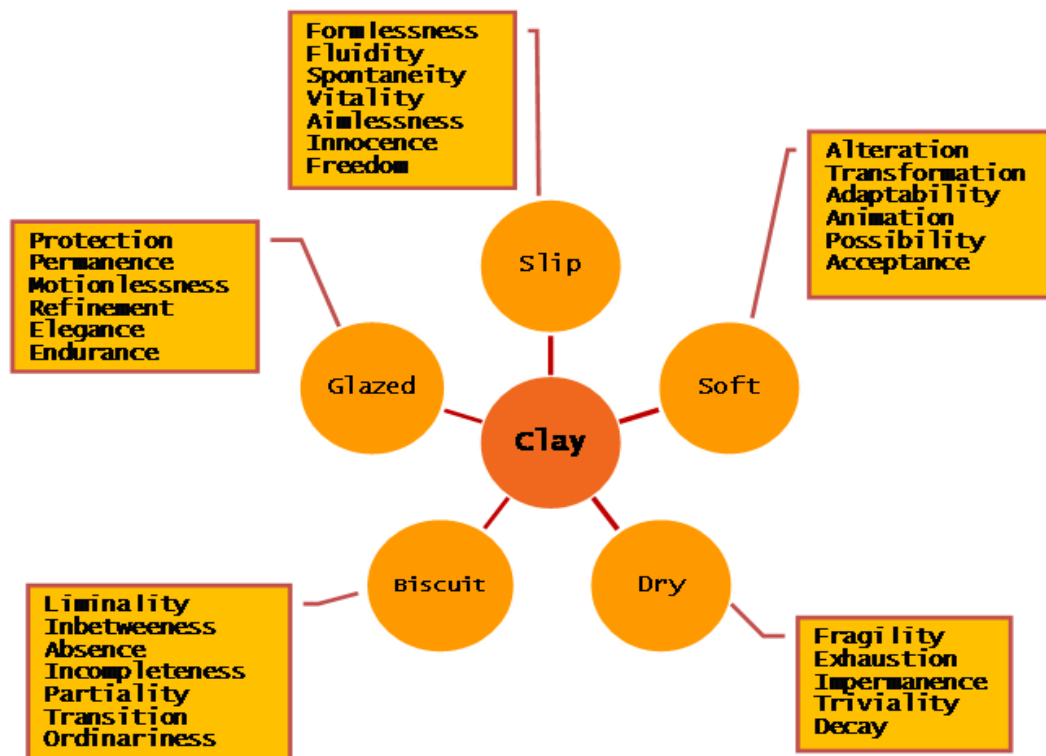 Formlessness
Fluidity
Spontaneity
Vitality
Aimlessness
Innocence
Freedom
Alteration
Transformation
Adaptability
Animation
Possibility
Acceptance
Protection
Permanence
Motionlessness
Refinement
Elegance
Endurance
Slip
Glazed
Soft
Clay
Biscuit
Dry
Liminality
Inbetweeness
Absence
Incompleteness
Partiality
Transition
Ordinariness
Fragility
Exhaustion
Impermanence
Triviality
Decay